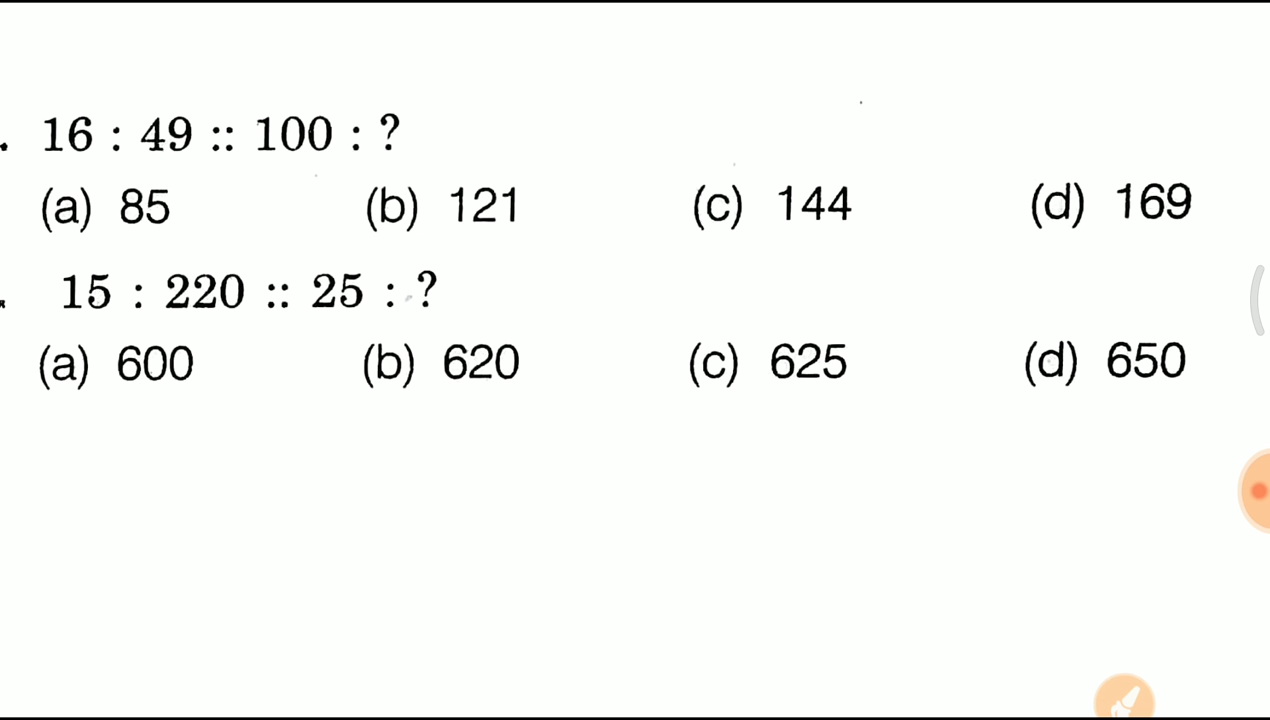 . 16 : 49 :: 100 : ?
(a) 85 (b) 121 (c) 144 (d) 169
. 15 : 220 :: 25 : ?
(a) 600 (b) 620 (c) 625 (d) 650